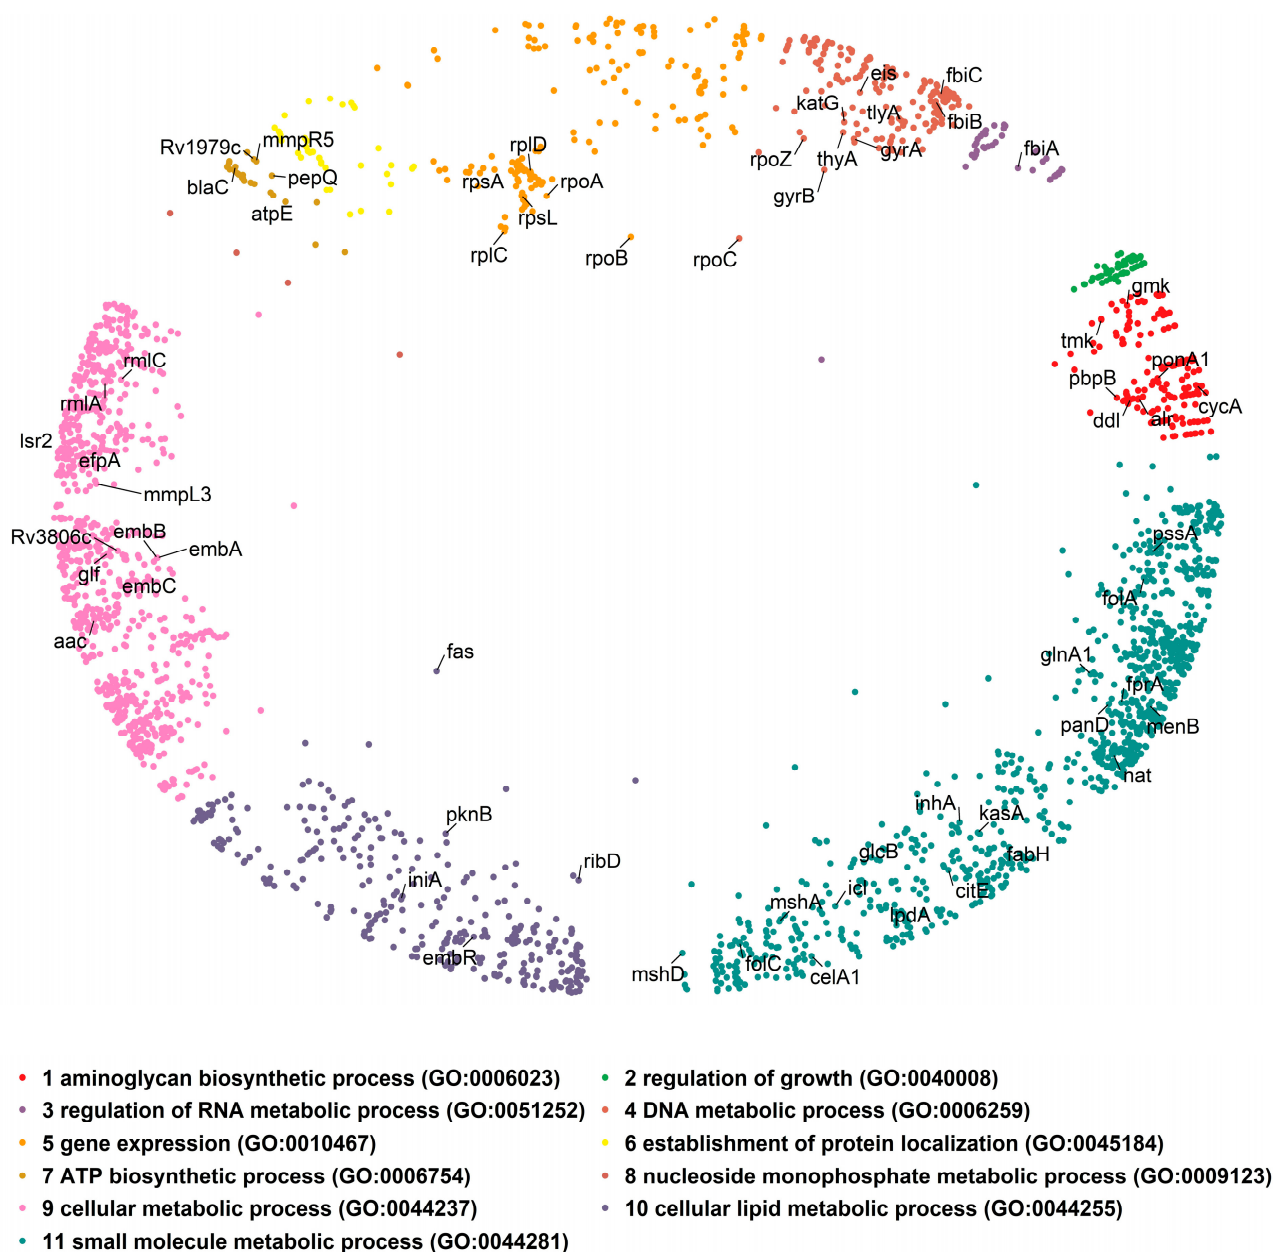 eis
fbiC
katG
tlyA
fbiB
Rv1979c
mmpR5
rplD
rpoZ
thyA
gyrA
fbiA
blaC
pepQ
rpsA
rpoA
gyrB
atpE
rpsL
rplC
rpoB
rpoC
gmk
tmk
rmlC
ponA1
pbpB
rmlA
cycA
ddl
alr
lsr2
efpA
mmpL3
Rv3806c
embB
embA
pssA
glf
embC
folA
aac
fas
glnA1
fprA
panD
menB
nat
inhA
kasA
pknB
glcB
fabH
ribD
iniA
icl
citE
mshA
lpdA
embR
mshD
folC
celA1
1 aminoglycan biosynthetic process (GO:0006023)
2 regulation of growth (GO:0040008)
3 regulation of RNA metabolic process (GO:0051252)
4 DNA metabolic process (GO:0006259)
5 gene expression (GO:0010467)
6 establishment of protein localization (GO:0045184)
7 ATP biosynthetic process (GO:0006754)
8 nucleoside monophosphate metabolic process (GO:0009123)
9 cellular metabolic process (GO:0044237)
10 cellular lipid metabolic process (GO:0044255)
11 small molecule metabolic process (GO:0044281)